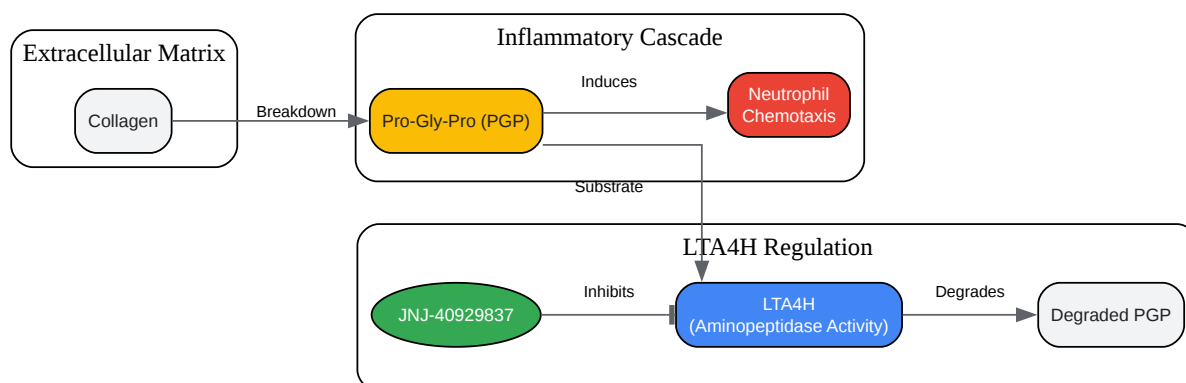 Extracellular Matrix
Inflammatory Cascade
Collagen
Breakdown
Pro-Gly-Pro (PGP)
Induces
Neutrophil
Chemotaxis
Substrate
LTA4H Regulation
JNJ-40929837
Inhibits
LTA4H
(Aminopeptidase Activity)
Degrades
Degraded PGP